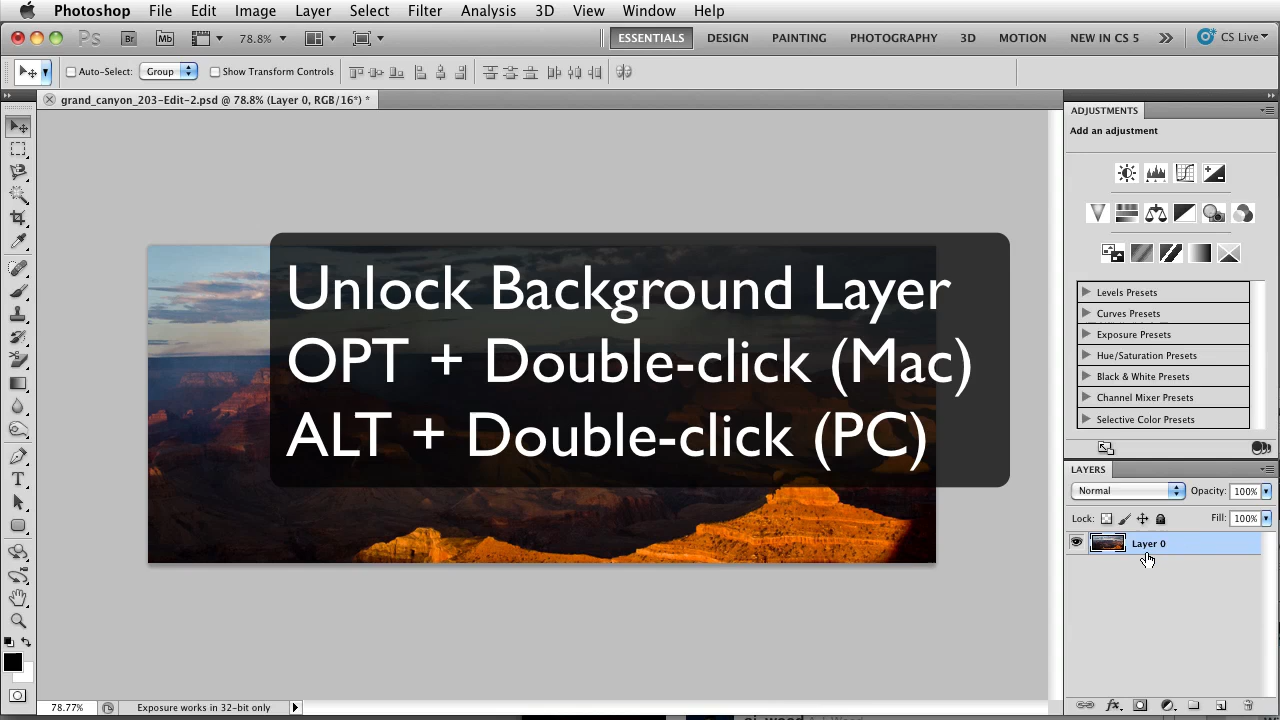 Photoshop File Edit Image Layer Select Filter Analysis 3D View Window Help
Ps Br Mb 78.8% ESSENTIALS DESIGN PAINTING PHOTOGRAPHY 3D MOTION NEW IN CS 5 CS Live
Auto-Select: Group Show Transform Controls
grand_canyon_203-Edit-2.psd @ 78.8% (Layer 0, RGB/16*) *
ADJUSTMENTS
Add an adjustment
Unlock Background Layer
OPT + Double-click (Mac)
ALT + Double-click (PC)
Levels Presets
Curves Presets
Exposure Presets
Hue/Saturation Presets
Black & White Presets
Channel Mixer Presets
Selective Color Presets
LAYERS
Normal Opacity: 100%
Lock: Fill: 100%
Layer 0
78.77% Exposure works in 32-bit only